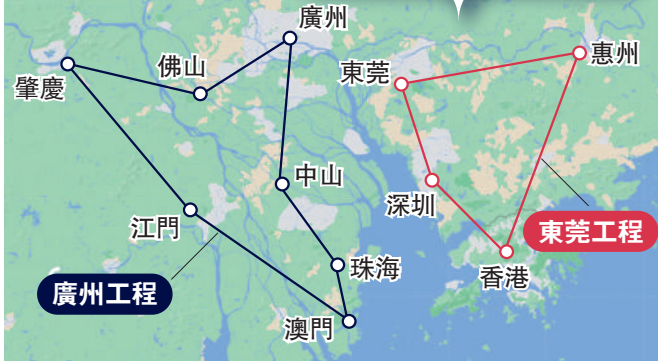 廣州
佛山
肇慶
東莞
惠州
中山
深圳
江門
東莞工程
珠海
香港
廣州工程
澳門